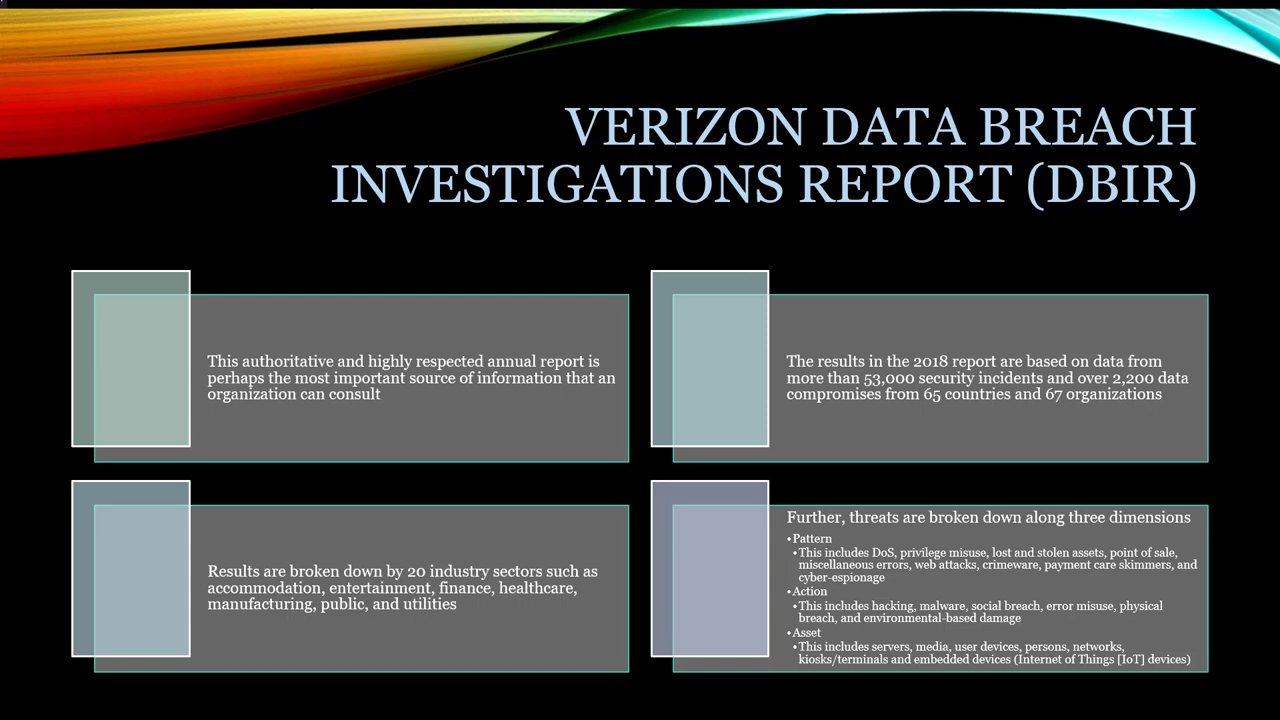 VERIZON DATA BREACH
INVESTIGATIONS REPORT (DBIR)
This authoritative and highly respected annual report is
perhaps the most important source of information that an
organization can consult
The results in the 2018 report are based on data from
more than 53,000 security incidents and over 2,200 data
compromises from 65 countries and 67 organizations
Results are broken down by 20 industry sectors such as
accommodation, entertainment, finance, healthcare,
manufacturing, public, and utilities
Further, threats are broken down along three dimensions
•Pattern
•This includes DoS, privilege misuse, lost and stolen assets, point of sale,
miscellaneous errors, web attacks, crimeware, payment care skimmers, and
cyber-espionage
•Action
•This includes hacking, malware, social breach, error misuse, physical
breach, and environmental-based damage
•Asset
•This includes servers, media, user devices, persons, networks,
kiosks/terminals and embedded devices (Internet of Things [IoT] devices)